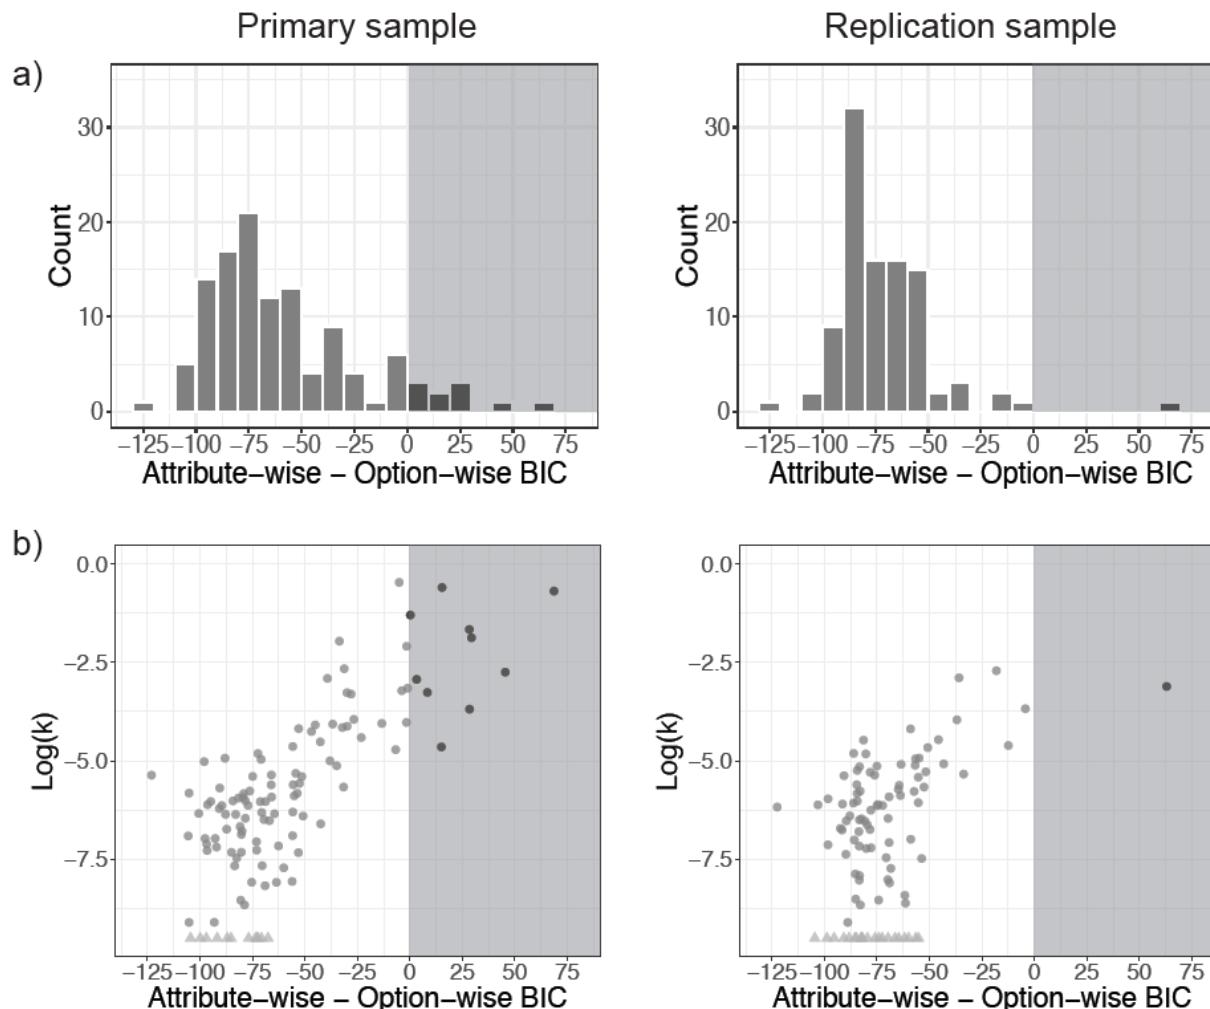 Primary sample
Replication sample
a)
30
20
10
0
Count
−125 −100 −75 −50 −25 0 25 50 75
Attribute−wise − Option−wise BIC
30
20
10
0
Count
−125 −100 −75 −50 −25 0 25 50 75
Attribute−wise − Option−wise BIC
b)
0.0
−2.5
−5.0
−7.5
Log(k)
−125 −100 −75 −50 −25 0 25 50 75
Attribute−wise − Option−wise BIC
0.0
−2.5
−5.0
−7.5
Log(k)
−125 −100 −75 −50 −25 0 25 50 75
Attribute−wise − Option−wise BIC